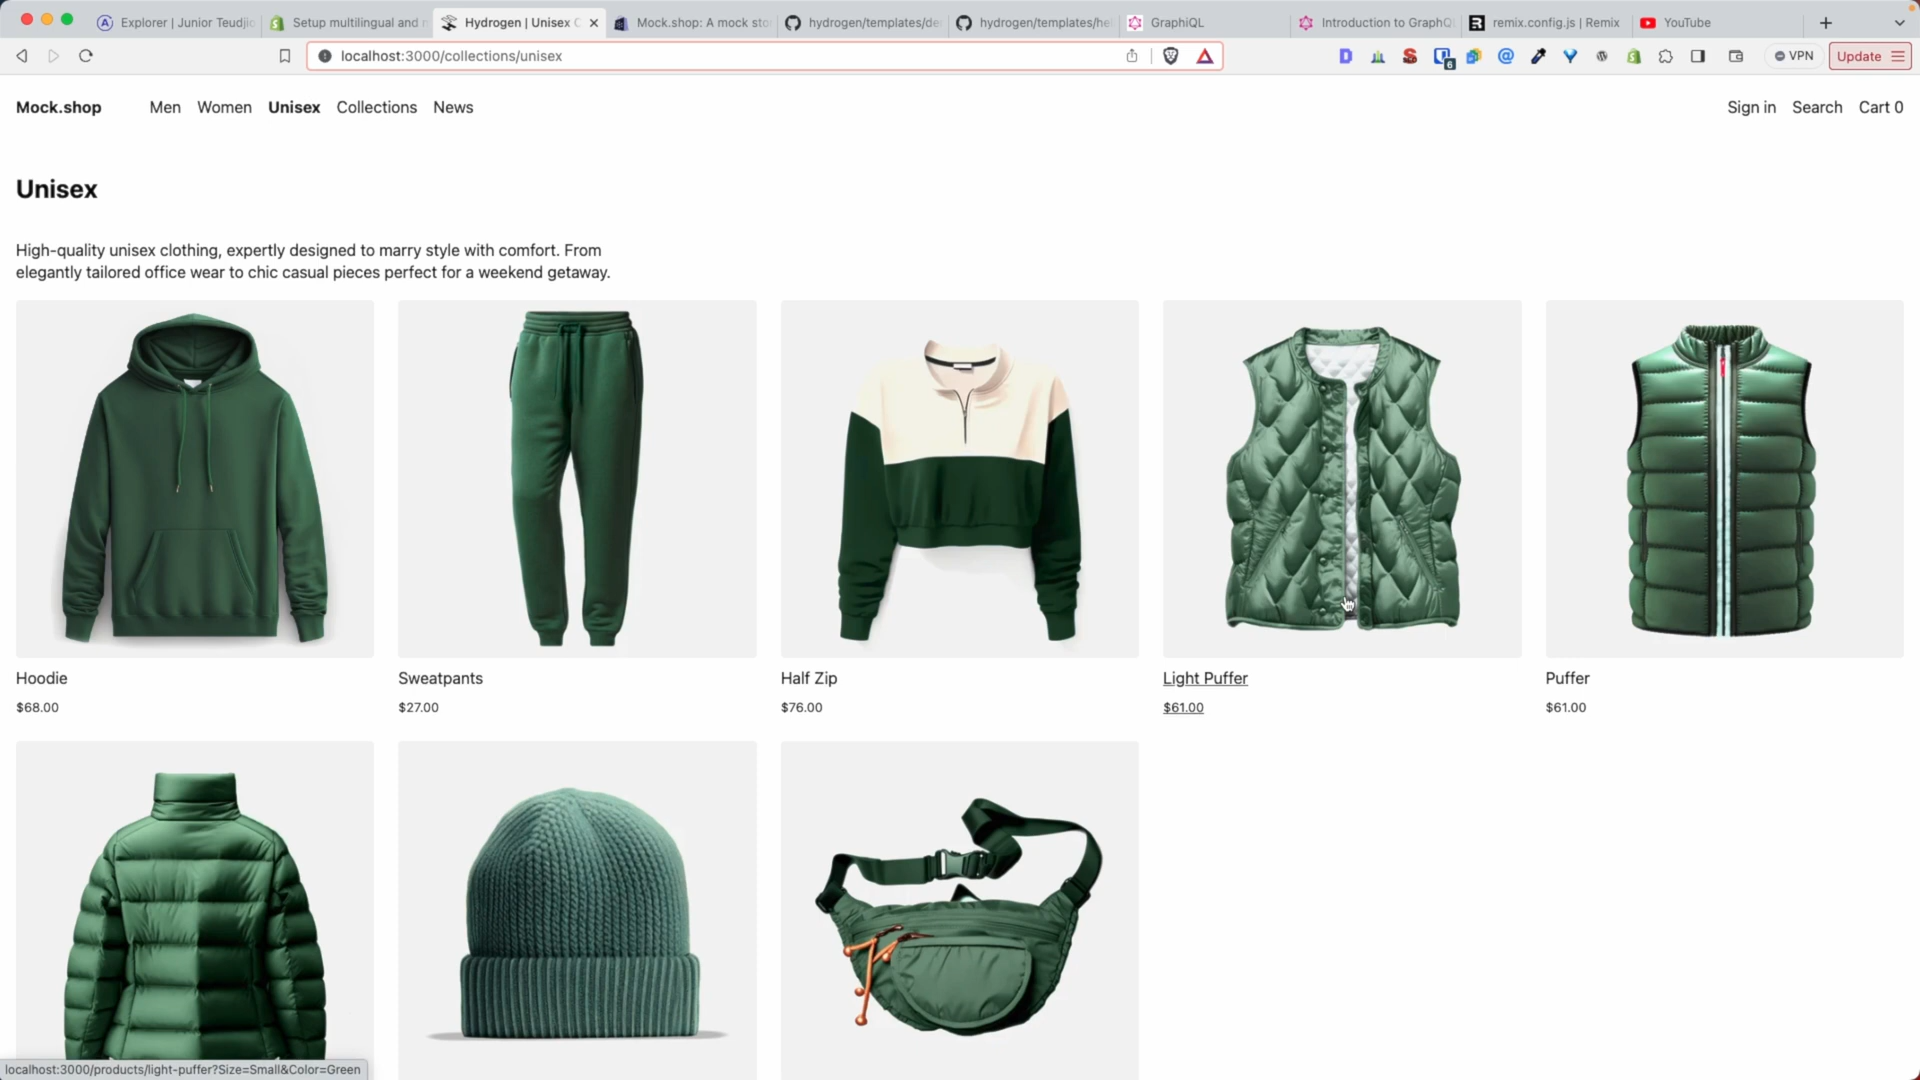 Explorer | Junior Teudjio
Setup multilingual and
Hydrogen | Unisex
Mock.shop: A mock
hydrogen/templates/
hydrogen/templates/
GraphiQL
Introduction to
remix.config.js | Remix
YouTube
localhost:3000/collections/unisex
6
VPN
Update
Mock.shop
Men
Women
Unisex
Collections
News
Sign in
Search
Cart 0
Unisex
High-quality unisex clothing, expertly designed to marry style with comfort. From
elegantly tailored office wear to chic casual pieces perfect for a weekend getaway.
Hoodie
$68.00
Sweatpants
$27.00
Half Zip
$76.00
Light Puffer
$61.00
Puffer
$61.00
localhost:3000/products/light-puffer?Size=Small&Color=Green